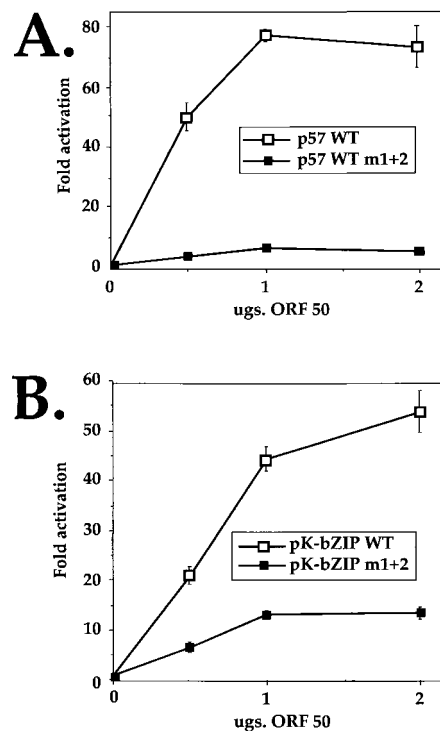 A.
80
60
40
20
0
Fold activation
p57 WT
p57 WT m1+2
0 1 2
ugs. ORF 50
B.
60
50
40
30
20
10
0
Fold activation
pK-bZIP WT
pK-bZIP m1+2
0 1 2
ugs. ORF 50